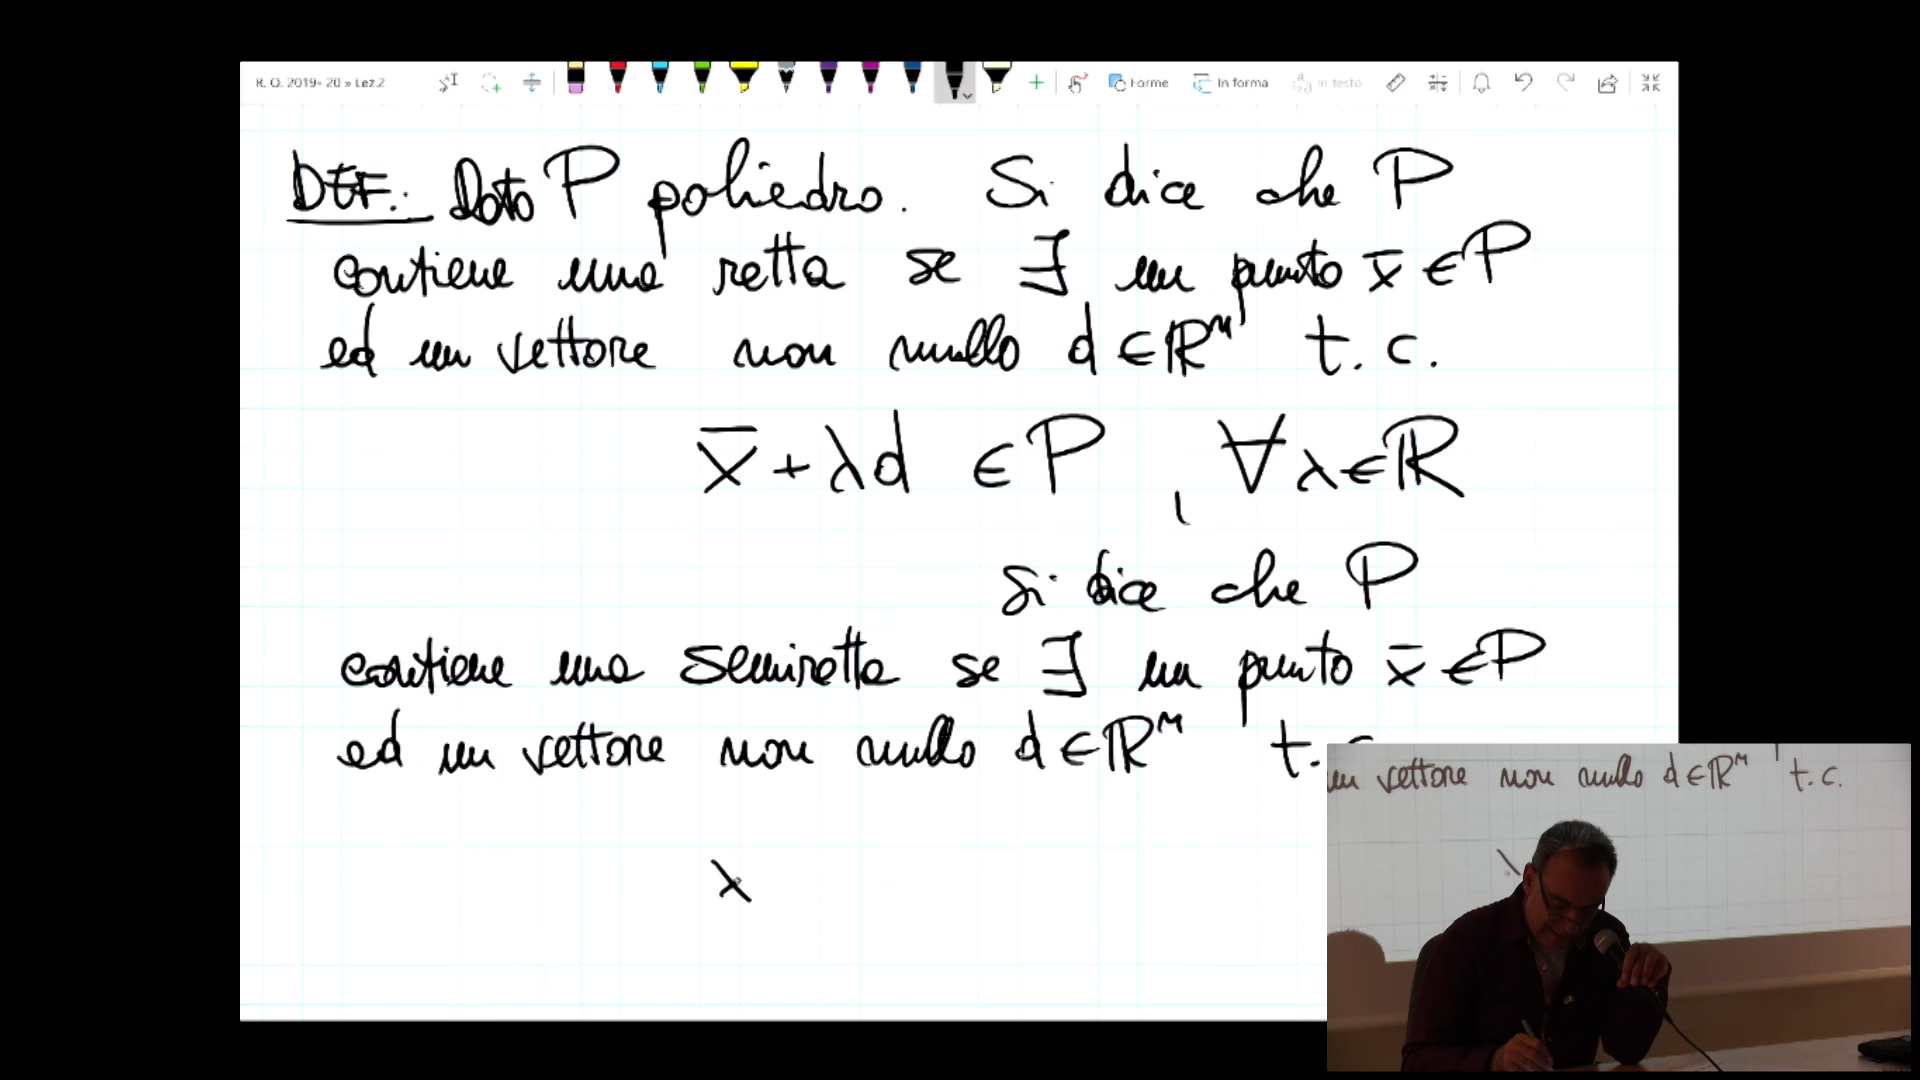 R. O. 2019-20 » Lez.2
Forme
In forma
in testo
DEF: Dato P poliedro. Si dice che P
contiene una retta se ∃ un punto x̄ ∈ P
ed un vettore non nullo d ∈ ℝⁿ t.c.
x̄ + λd ∈ P , ∀ λ ∈ ℝ
Si dice che P
contiene una semiretta se ∃ un punto x̄ ∈ P
ed un vettore non nullo d ∈ ℝⁿ t.c
un vettore non nullo d ∈ ℝⁿ t.c.